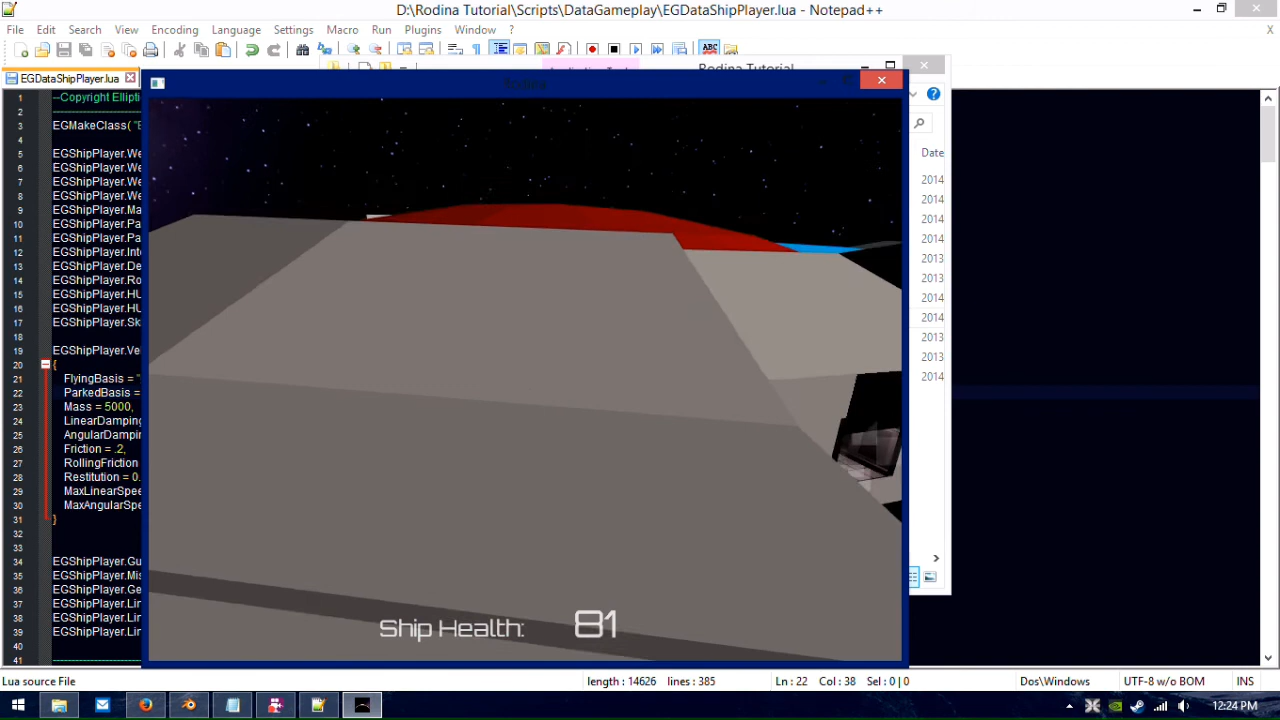 D:\Rodina Tutorial\Scripts\DataGameplay\EGDataShipPlayer.lua - Notepad++
File Edit Search View Encoding Language Settings Macro Run Plugins Window ? X
ABC
EGDataShipPlayer.lua
Rodina Tutorial
Rodina
1 --Copyright Ellipti
2
3 EGMakeClass( "E
4
5 EGShipPlayer.We
6 EGShipPlayer.We
7 EGShipPlayer.We
8 EGShipPlayer.We
9 EGShipPlayer.Ma
10 EGShipPlayer.Pa
11 EGShipPlayer.Pa
12 EGShipPlayer.Inte
13 EGShipPlayer.De
14 EGShipPlayer.Ro
15 EGShipPlayer.HU
16 EGShipPlayer.HU
17 EGShipPlayer.Sk
18
19 EGShipPlayer.Ve
20 {
21 FlyingBasis = "
22 ParkedBasis =
23 Mass = 5000,
24 LinearDamping
25 AngularDampin
26 Friction = .2,
27 RollingFriction
28 Restitution = 0.
29 MaxLinearSpee
30 MaxAngularSpe
31 }
32
33
34 EGShipPlayer.Gu
35 EGShipPlayer.Mis
36 EGShipPlayer.Ge
37 EGShipPlayer.Lin
38 EGShipPlayer.Lin
39 EGShipPlayer.Lin
40
41
Date
2014
2014
2014
2014
2013
2013
2014
2014
2013
2013
2014
Ship Health: 81
Lua source File length : 14626 lines : 385 Ln : 22 Col : 38 Sel : 0 | 0 Dos\Windows UTF-8 w/o BOM INS
12:24 PM